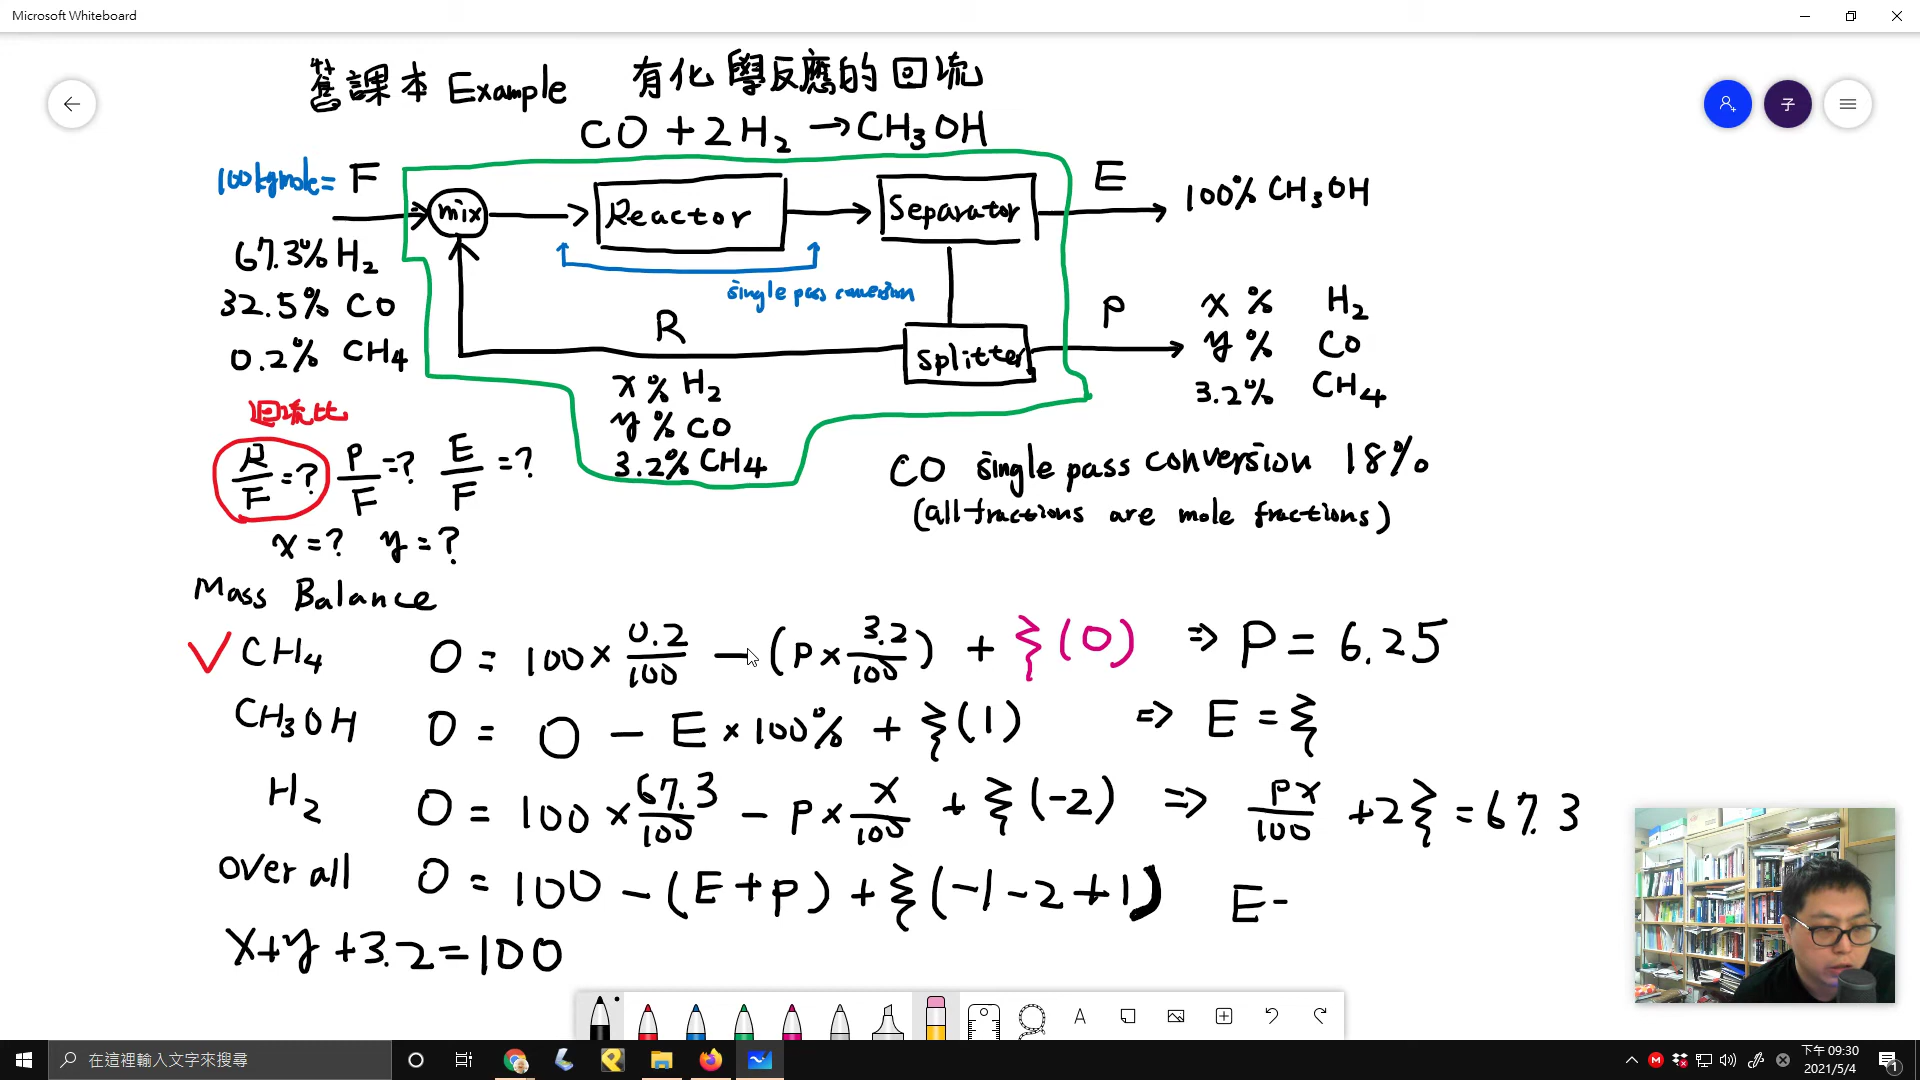 Microsoft Whiteboard
舊課本 Example 有化學反應的回流
CO + 2H₂ → CH₃OH
100 kgmole = F
mix
Reactor
Separator
E
100% CH₃OH
子
67.3% H₂
32.5% CO
0.2% CH₄
single pass conversion
R
splitter
P
x % H₂
y % CO
3.2% CH₄
x % H₂
y % CO
3.2% CH₄
回流比
R/F = ? P/F = ? E/F = ?
x = ? y = ?
CO single pass conversion 18%
(all fractions are mole fractions)
Mass Balance
✓ CH₄ 0 = 100 × 0.2/100 − (P × 3.2/100) + ξ(0) ⇒ P = 6.25
CH₃OH 0 = 0 − E × 100% + ξ(1) ⇒ E = ξ
H₂ 0 = 100 × 67.3/100 − P × x/100 + ξ(-2) ⇒ Px/100 + 2ξ = 67.3
over all 0 = 100 − (E + P) + ξ(-1 -2 +1) E -
x + y + 3.2 = 100
在這裡輸入文字來搜尋
下午 09:30
2021/5/4